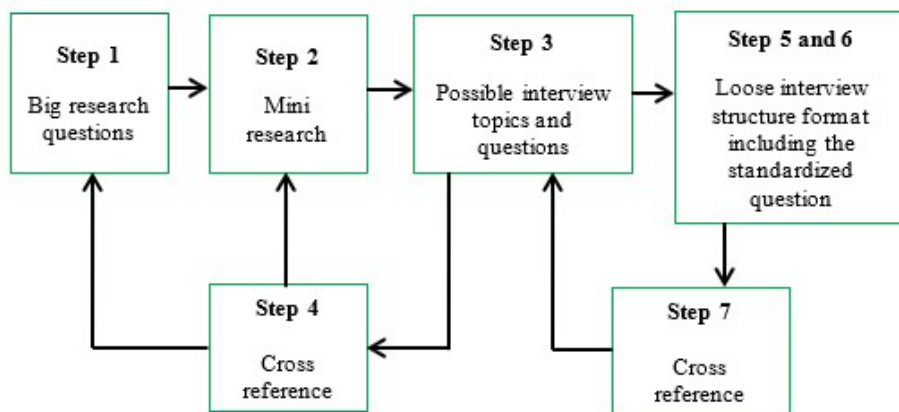 Step 1
Big research
questions
Step 2
Mini
research
Step 3
Possible interview
topics and
questions
Step 5 and 6
Loose interview
structure format
including the
standardized
question
Step 4
Cross
reference
Step 7
Cross
reference